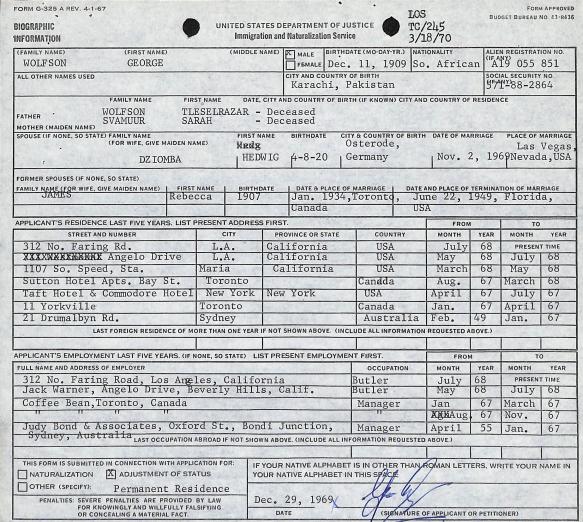 FORM G-325 A REV. 4-1-67
FORM APPROVED
BUDGET BUREAU NO. 43-R436
BIOGRAPHIC
INFORMATION
UNITED STATES DEPARTMENT OF JUSTICE
Immigration and Naturalization Service
LOS
TC/245
3/18/70
(FAMILY NAME) (FIRST NAME) (MIDDLE NAME)
WOLFSON GEORGE
X MALE
FEMALE
BIRTHDATE (MO-DAY-YR.) NATIONALITY ALIEN REGISTRATION NO.
(IF ANY)
Dec. 11, 1909 So. African A19 055 851
ALL OTHER NAMES USED CITY AND COUNTRY OF BIRTH SOCIAL SECURITY NO.
(IF ANY)
Karachi, Pakistan 571-88-2864
FAMILY NAME FIRST NAME DATE, CITY AND COUNTRY OF BIRTH (IF KNOWN) CITY AND COUNTRY OF RESIDENCE
FATHER WOLFSON TLESELRAZAR - Deceased
MOTHER (MAIDEN NAME) SVAMUUR SARAH - Deceased
SPOUSE (IF NONE, SO STATE) FAMILY NAME FIRST NAME BIRTHDATE CITY & COUNTRY OF BIRTH DATE OF MARRIAGE PLACE OF MARRIAGE
(FOR WIFE, GIVE MAIDEN NAME) Osterode, Las Vegas,
DZIOMBA HEDWIG 4-8-20 Germany Nov. 2, 1969 Nevada,USA
FORMER SPOUSES (IF NONE, SO STATE)
FAMILY NAME (FOR WIFE, GIVE MAIDEN NAME) FIRST NAME BIRTHDATE DATE & PLACE OF MARRIAGE DATE AND PLACE OF TERMINATION OF MARRIAGE
JAMES Rebecca 1907 Jan. 1934,Toronto, June 22, 1949, Florida,
Canada USA
APPLICANT'S RESIDENCE LAST FIVE YEARS. LIST PRESENT ADDRESS FIRST. FROM TO
STREET AND NUMBER CITY PROVINCE OR STATE COUNTRY MONTH YEAR MONTH YEAR
312 No. Faring Rd. L.A. California USA July 68 PRESENT TIME
Angelo Drive L.A. California USA May 68 July 68
1107 So. Speed, Sta. Maria California USA March 68 May 68
Sutton Hotel Apts. Bay St. Toronto Canada Aug. 67 March 68
Taft Hotel & Commodore Hotel New York New York USA April 67 July 67
11 Yorkville Toronto Canada Jan. 67 April 67
21 Drumalbyn Rd. Sydney Australia Feb. 49 Jan. 67
LAST FOREIGN RESIDENCE OF MORE THAN ONE YEAR IF NOT SHOWN ABOVE. (INCLUDE ALL INFORMATION REQUESTED ABOVE.)
APPLICANT'S EMPLOYMENT LAST FIVE YEARS. (IF NONE, SO STATE) LIST PRESENT EMPLOYMENT FIRST. FROM TO
FULL NAME AND ADDRESS OF EMPLOYER OCCUPATION MONTH YEAR MONTH YEAR
312 No. Faring Road, Los Angeles, California Butler July 68 PRESENT TIME
Jack Warner, Angelo Drive, Beverly Hills, Calif. Butler May 68 July 68
Coffee Bean,Toronto, Canada Manager Jan 67 March 67
" " " " Aug, 67 Nov. 67
Judy Bond & Associates, Oxford St., Bondi Junction, Manager April 55 Jan. 67
Sydney, Australia
LAST OCCUPATION ABROAD IF NOT SHOWN ABOVE. (INCLUDE ALL INFORMATION REQUESTED ABOVE.)
THIS FORM IS SUBMITTED IN CONNECTION WITH APPLICATION FOR:
NATURALIZATION X ADJUSTMENT OF STATUS
OTHER (SPECIFY): Permanent Residence
PENALTIES: SEVERE PENALTIES ARE PROVIDED BY LAW
FOR KNOWINGLY AND WILLFULLY FALSIFYING
OR CONCEALING A MATERIAL FACT.
IF YOUR NATIVE ALPHABET IS IN OTHER THAN ROMAN LETTERS, WRITE YOUR NAME IN
YOUR NATIVE ALPHABET IN THIS SPACE
Dec. 29, 1969 x
DATE (SIGNATURE OF APPLICANT OR PETITIONER)